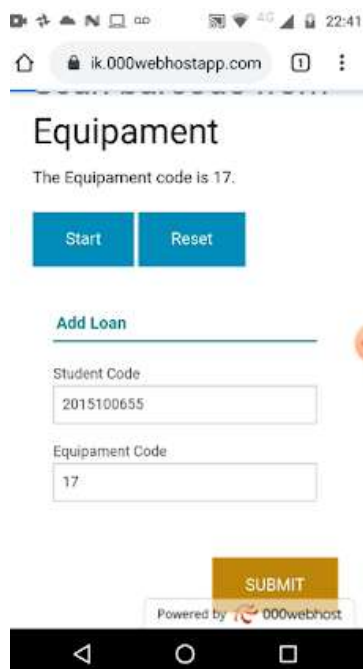 22:41
ik.000webhostapp.com
1
Equipament
The Equipament code is 17.
Start Reset
Add Loan
Student Code
2015100655
Equipament Code
17
SUBMIT
Powered by 000webhost